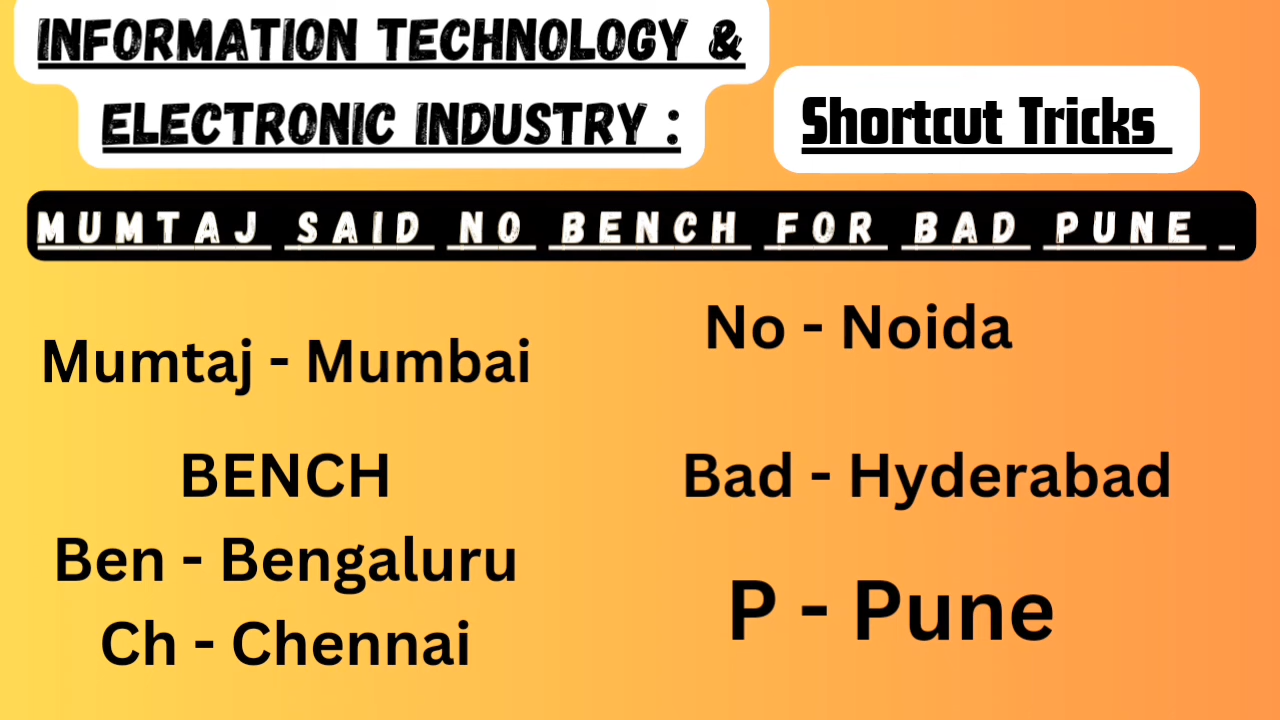 INFORMATION TECHNOLOGY &
ELECTRONIC INDUSTRY :
Shortcut Tricks
MUMTAJ SAID NO BENCH FOR BAD PUNE
Mumtaj - Mumbai
BENCH
Ben - Bengaluru
Ch - Chennai
No - Noida
Bad - Hyderabad
P - Pune